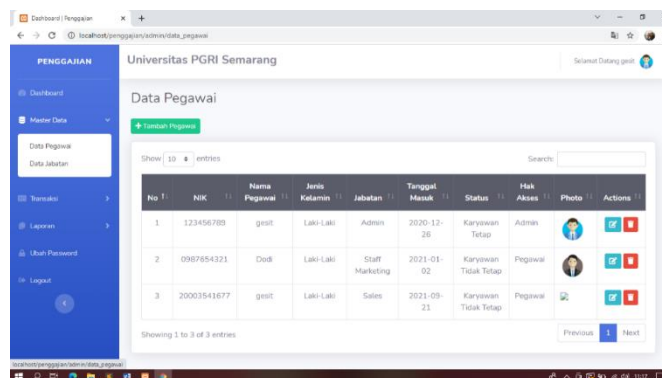 Dashboard | Penggajian
localhost/penggajian/admin/data_pegawai
PENGGAJIAN
Universitas PGRI Semarang
Selamat Datang gesit
Dashboard
Master Data
Data Pegawai
Data Jabatan
Transaksi
Laporan
Ubah Password
Logout
Data Pegawai
+ Tambah Pegawai
Show 10 entries
Search:
No NIK Nama Pegawai Jenis Kelamin Jabatan Tanggal Masuk Status Hak Akses Photo Actions
1 123456789 gesit Laki-Laki Admin 2020-12-26 Karyawan Tetap Admin
2 0987654321 Dodi Laki-Laki Staff Marketing 2021-01-02 Karyawan Tidak Tetap Pegawai
3 20003541677 gesit Laki-Laki Sales 2021-09-21 Karyawan Tidak Tetap Pegawai
Showing 1 to 3 of 3 entries
Previous 1 Next
localhost/penggajian/admin/data_pegawai